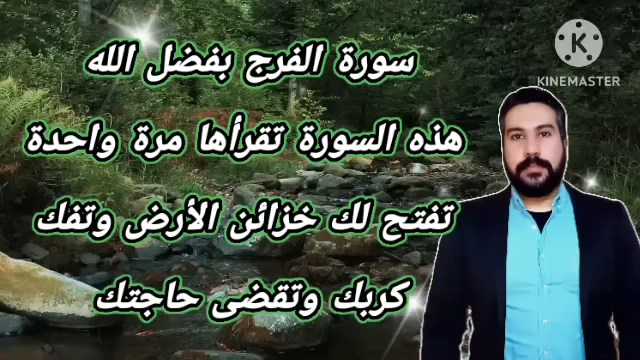 سورة الفرج بفضل الله
KINEMASTER
هذه السورة تقرأها مرة واحدة
تفتح لك خزائن الأرض وتفك
كربك وتقضى حاجتك